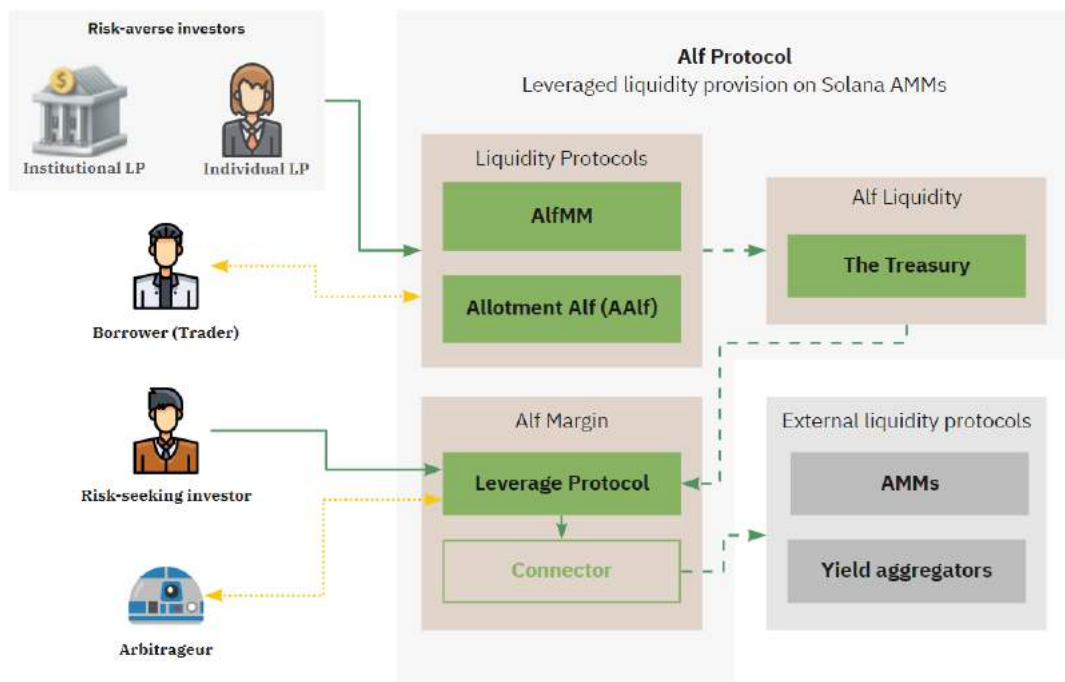 Risk-averse investors
Institutional LP
Individual LP
Borrower (Trader)
Risk-seeking investor
Arbitrageur
Alf Protocol
Leveraged liquidity provision on Solana AMMs
Liquidity Protocols
AlfMM
Allotment Alf (AAlf)
Alf Liquidity
The Treasury
Alf Margin
Leverage Protocol
Connector
External liquidity protocols
AMMs
Yield aggregators